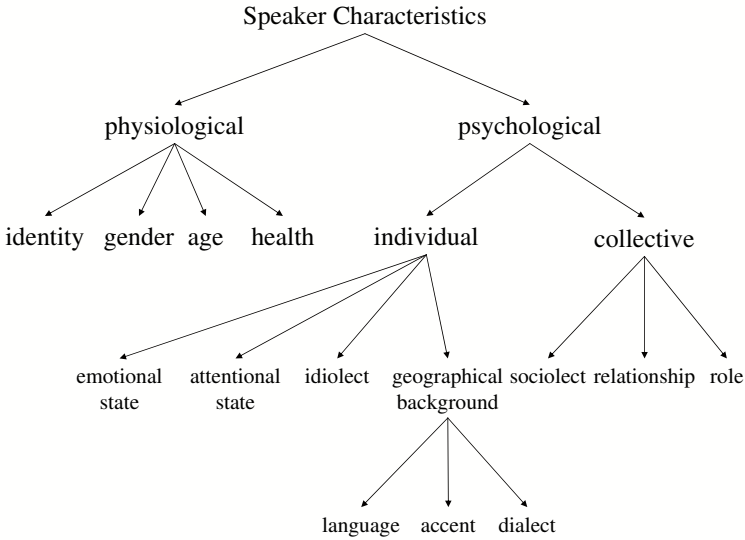 Speaker Characteristics
physiological psychological
identity gender age health individual collective
emotional attentional idiolect geographical sociolect relationship role
state state background
language accent dialect